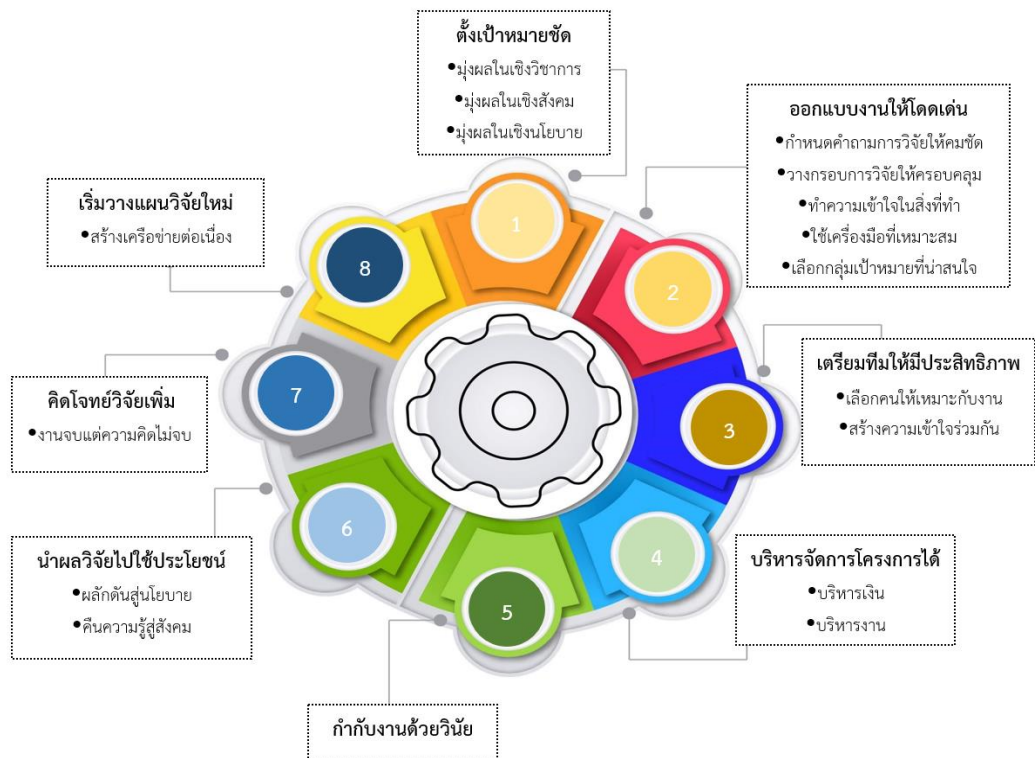 ตั้งเป้าหมายชัด
•มุ่งผลในเชิงวิชาการ
•มุ่งผลในเชิงสังคม
•มุ่งผลในเชิงนโยบาย
1
ออกแบบงานให้โดดเด่น
•กำหนดคำถามการวิจัยให้คมชัด
•วางกรอบการวิจัยให้ครอบคลุม
•ทำความเข้าใจในสิ่งที่ทำ
•ใช้เครื่องมือที่เหมาะสม
•เลือกกลุ่มเป้าหมายที่น่าสนใจ
2
เตรียมทีมให้มีประสิทธิภาพ
•เลือกคนให้เหมาะกับงาน
•สร้างความเข้าใจร่วมกัน
3
บริหารจัดการโครงการได้
•บริหารเงิน
•บริหารงาน
4
กำกับงานด้วยวินัย
5
นำผลวิจัยไปใช้ประโยชน์
•ผลักดันสู่นโยบาย
•คืนความรู้สู่สังคม
6
คิดโจทย์วิจัยเพิ่ม
•งานจบแต่ความคิดไม่จบ
7
เริ่มวางแผนวิจัยใหม่
•สร้างเครือข่ายต่อเนื่อง
8